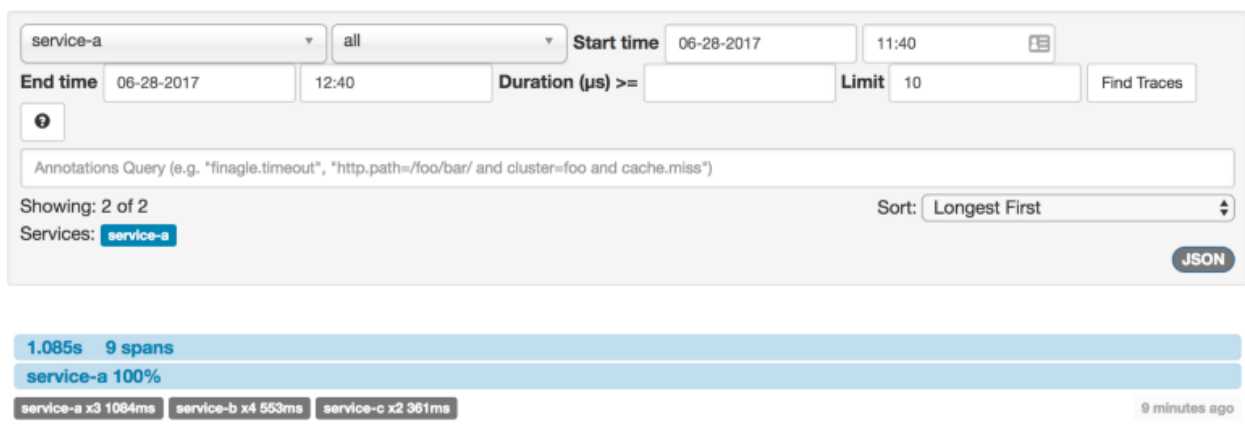 service-a all Start time 06-28-2017 11:40
End time 06-28-2017 12:40 Duration (µs) >= Limit 10 Find Traces
?
Annotations Query (e.g. "finagle.timeout", "http.path=/foo/bar/ and cluster=foo and cache.miss")
Showing: 2 of 2 Sort: Longest First
Services: service-a
JSON
1.085s 9 spans
service-a 100%
service-a x3 1084ms service-b x4 553ms service-c x2 361ms 9 minutes ago